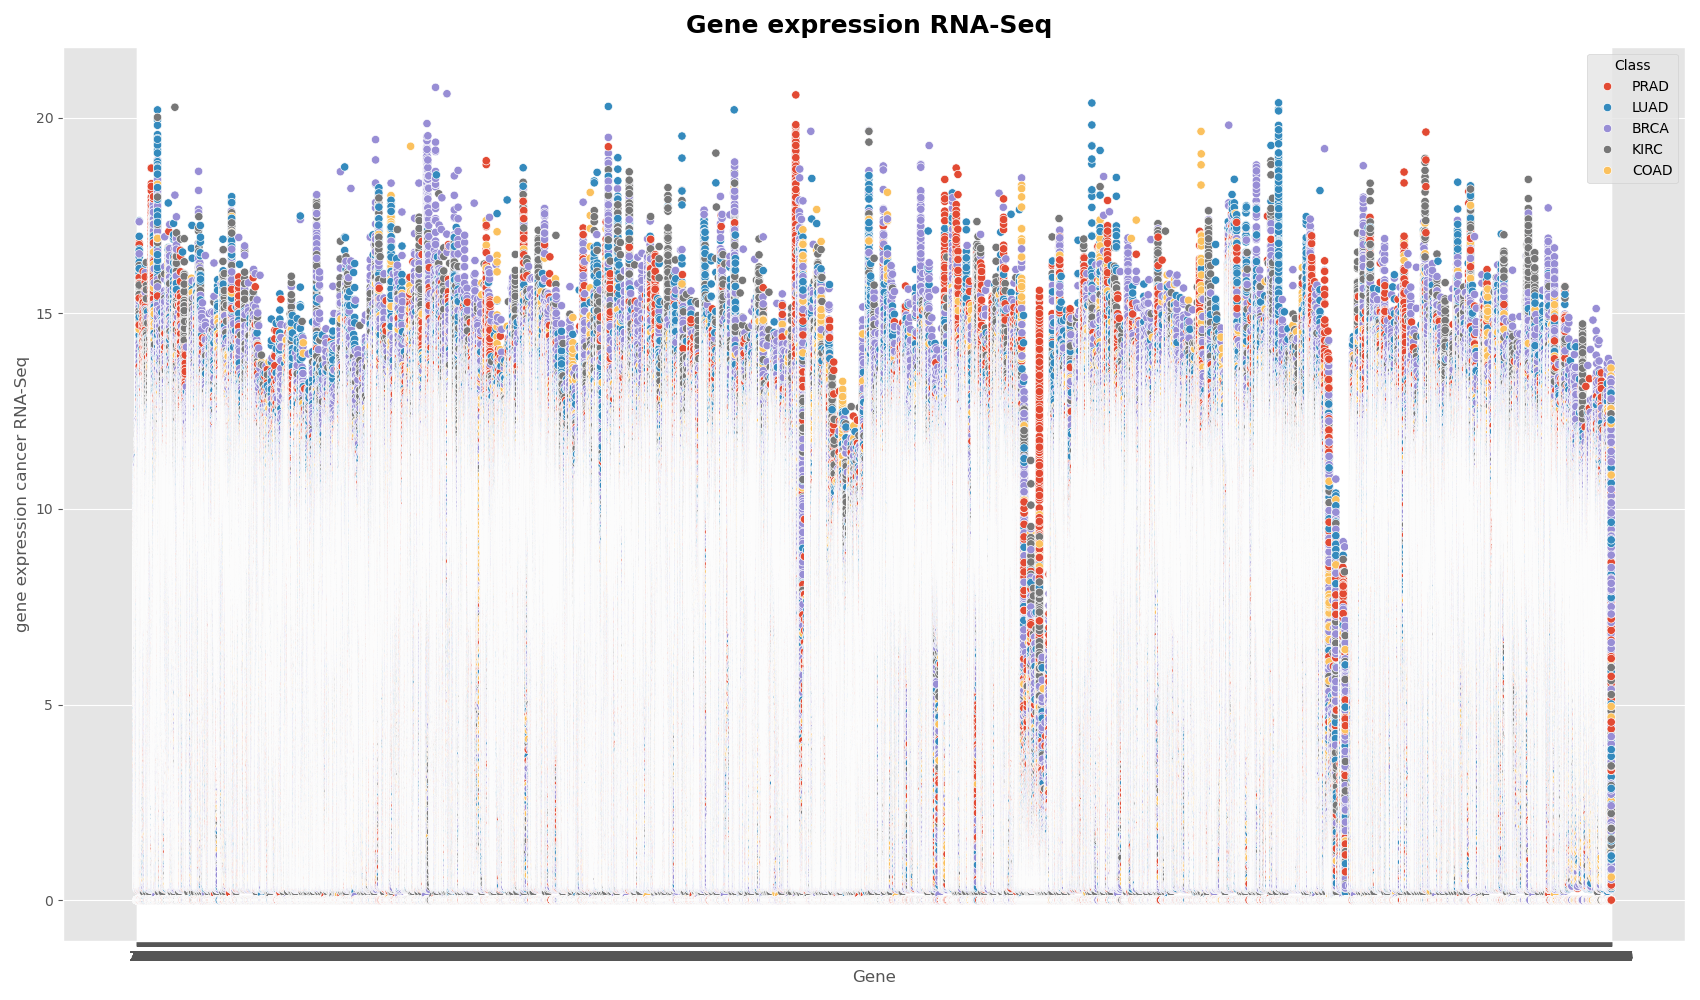 Gene expression RNA-Seq
Class
PRAD
LUAD
BRCA
KIRC
COAD
20
15
10
5
0
gene expression cancer RNA-Seq
Gene